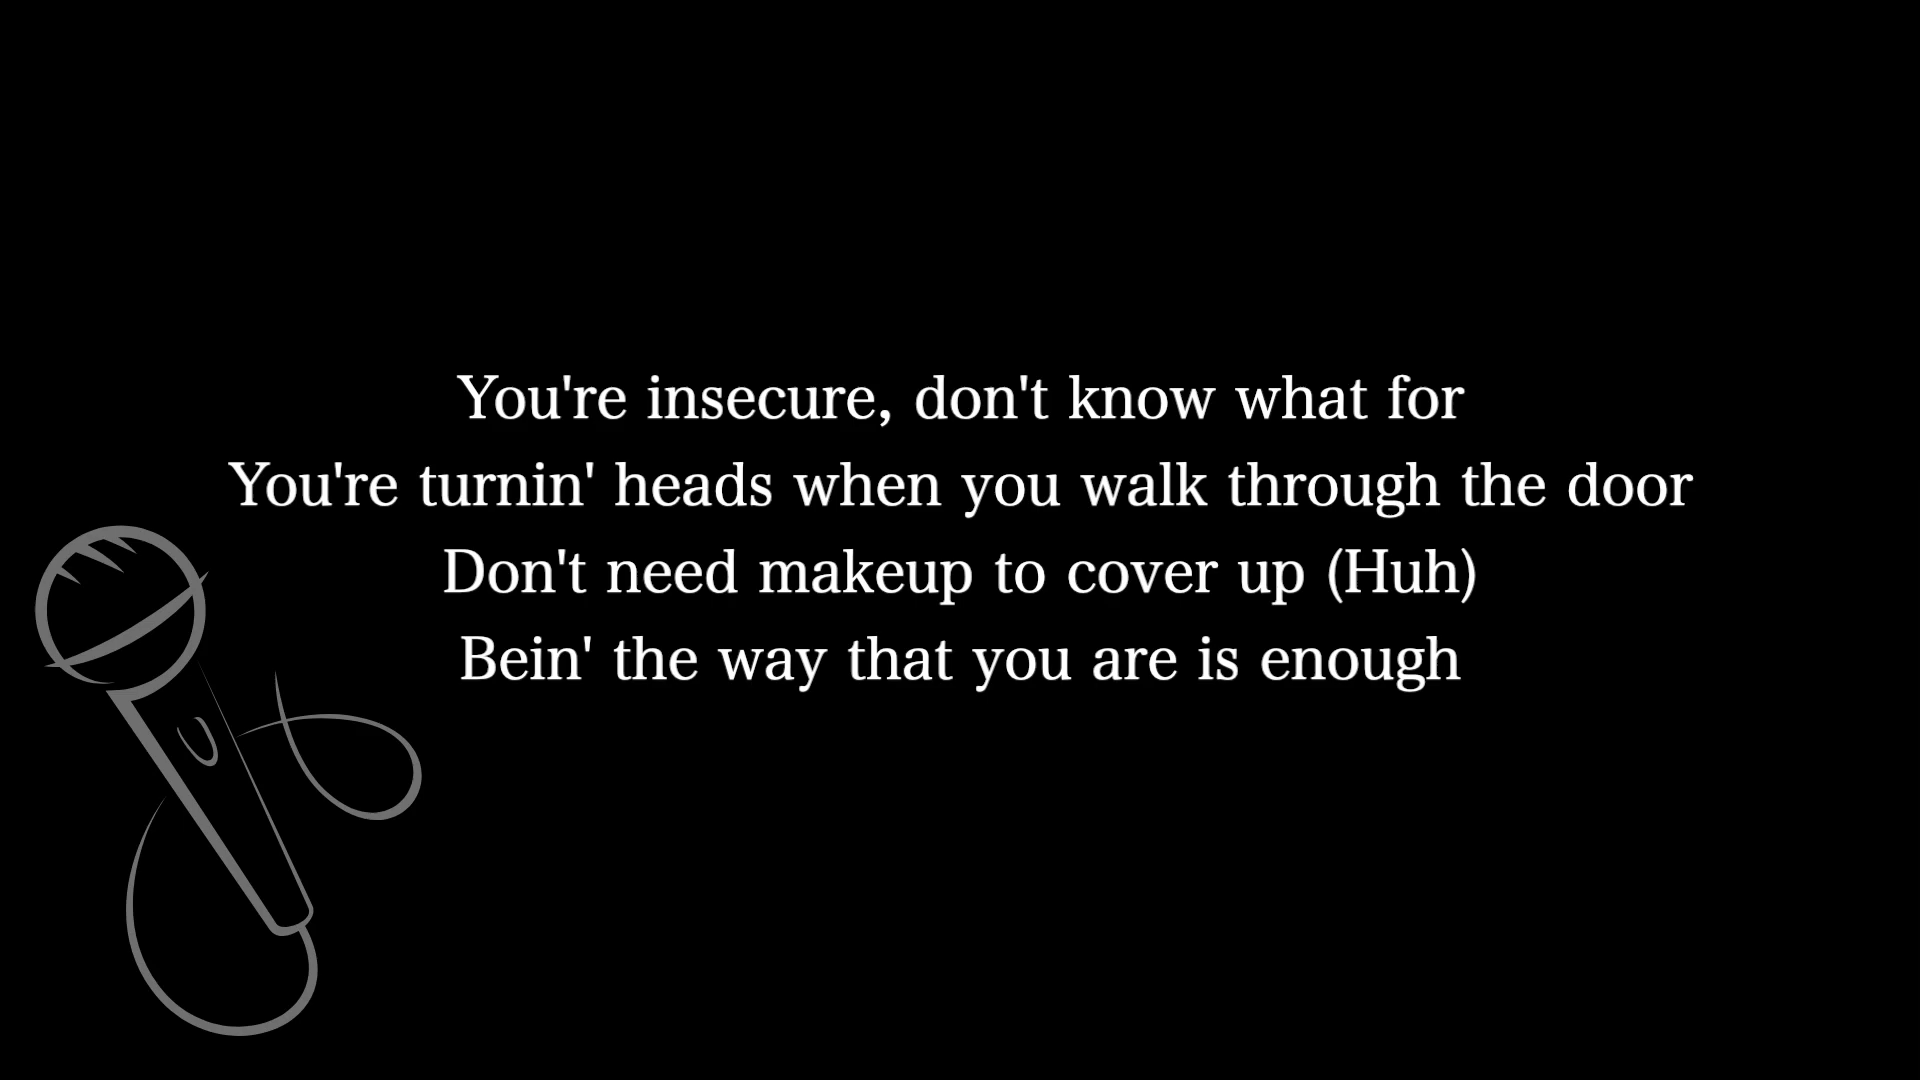 You're insecure, don't know what for
You're turnin' heads when you walk through the door
Don't need makeup to cover up (Huh)
Bein' the way that you are is enough